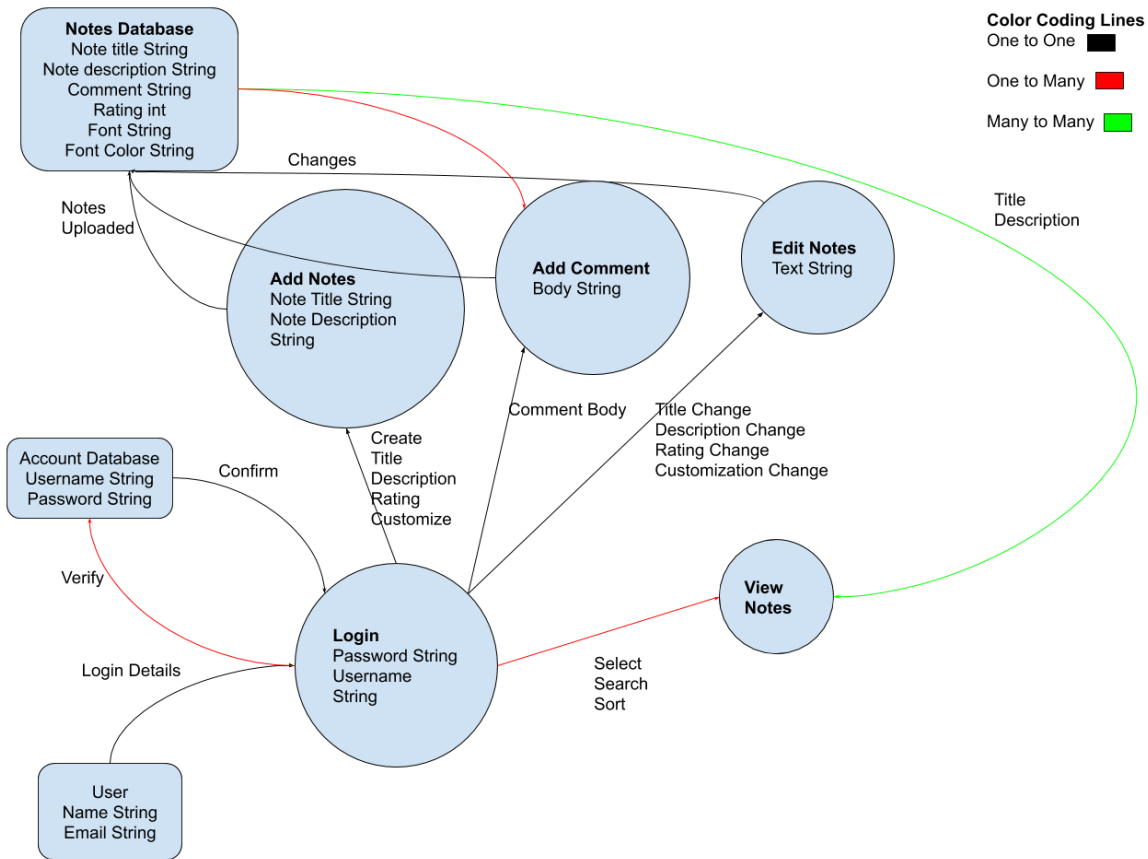 Notes Database
Note title String
Note description String
Comment String
Rating int
Font String
Font Color String
Color Coding Lines
One to One
One to Many
Many to Many
Changes
Notes
Uploaded
Title
Description
Add Notes
Note Title String
Note Description
String
Add Comment
Body String
Edit Notes
Text String
Comment Body
Title Change
Description Change
Rating Change
Customization Change
Create
Title
Description
Rating
Customize
Account Database
Username String
Password String
Confirm
Verify
View
Notes
Login
Password String
Username
String
Login Details
Select
Search
Sort
User
Name String
Email String